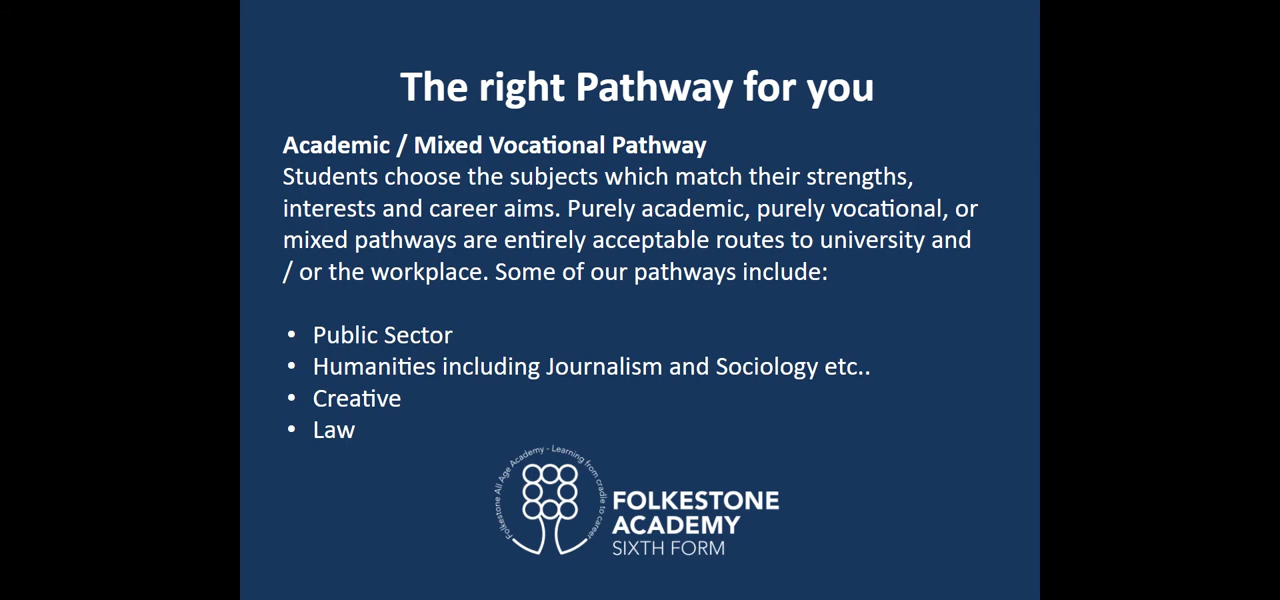 The right Pathway for you
Academic / Mixed Vocational Pathway
Students choose the subjects which match their strengths,
interests and career aims. Purely academic, purely vocational, or
mixed pathways are entirely acceptable routes to university and
/ or the workplace. Some of our pathways include:
• Public Sector
• Humanities including Journalism and Sociology etc..
• Creative
• Law
Folkestone All Age Academy - Learning from cradle to career
FOLKESTONE
ACADEMY
SIXTH FORM